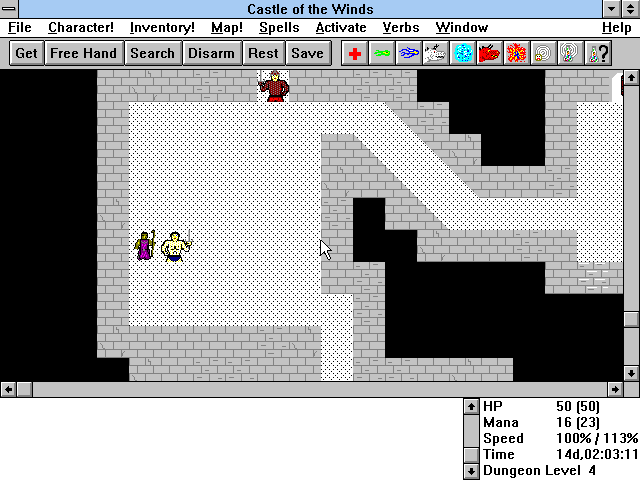 Castle of the Winds
File Character! Inventory! Map! Spells Activate Verbs Window Help
Get Free Hand Search Disarm Rest Save ?
HP 50 (50)
Mana 16 (23)
Speed 100% / 113%
Time 14d,02:03:11
Dungeon Level 4